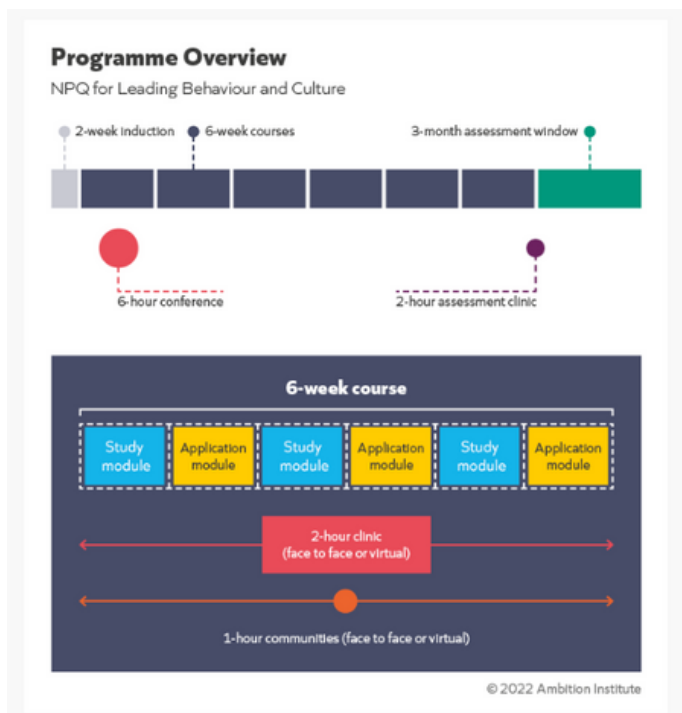 Programme Overview
NPQ for Leading Behaviour and Culture
2-week induction
6-week courses
3-month assessment window
6-hour conference
2-hour assessment clinic
6-week course
Study
module
Application
module
Study
module
Application
module
Study
module
Application
module
2-hour clinic
(face to face or virtual)
1-hour communities (face to face or virtual)
© 2022 Ambition Institute